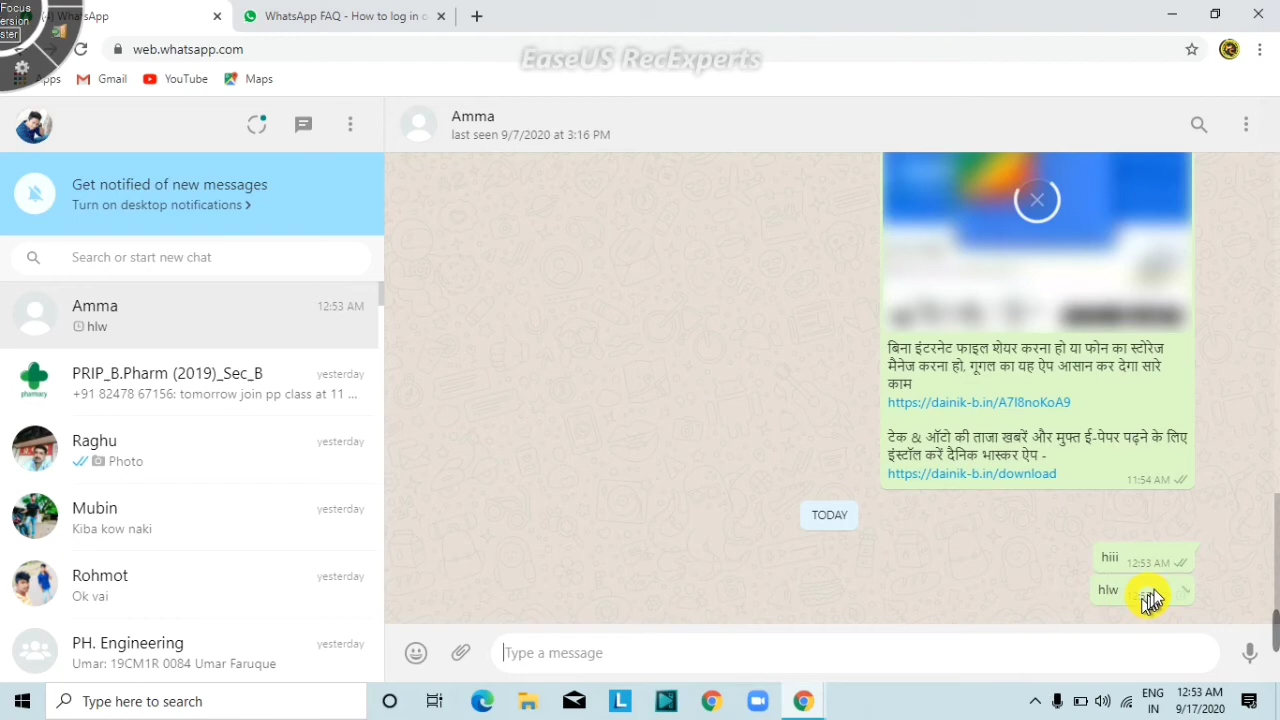 Focus
WhatsApp
WhatsApp FAQ - How to log in
web.whatsapp.com
EaseUS RecExperts
Gmail
YouTube
Maps
Amma
last seen 9/7/2020 at 3:16 PM
Get notified of new messages
Turn on desktop notifications >
Search or start new chat
Amma
12:53 AM
hlw
PRIP_B.Pharm (2019)_Sec_B
yesterday
+91 82478 67156: tomorrow join pp class at 11 ...
Raghu
yesterday
Photo
Mubin
yesterday
Kiba kow naki
Rohmot
yesterday
Ok vai
PH. Engineering
yesterday
Umar: 19CM1R 0084 Umar Faruque
बिना इंटरनेट फाइल शेयर करना हो या फोन का स्टोरेज
मैनेज करना हो, गूगल का यह ऐप आसान कर देगा सारे
काम
https://dainik-b.in/A7I8noKoA9
टेक & ऑटो की ताजा खबरें और मुफ्त ई-पेपर पढ़ने के लिए
इंस्टॉल करें दैनिक भास्कर ऐप -
https://dainik-b.in/download
11:54 AM
TODAY
hiii
12:53 AM
hlw
Type a message
Type here to search
ENG
IN
12:53 AM
9/17/2020